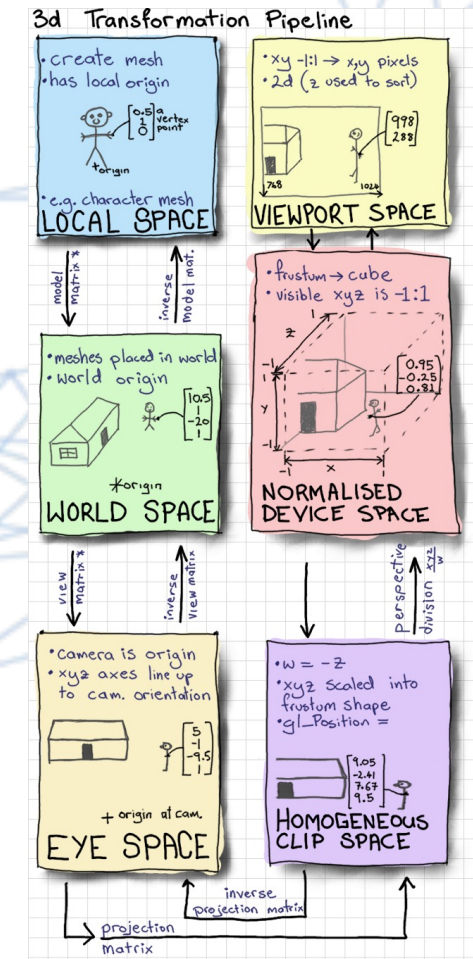 3d Transformation Pipeline
• create mesh
• has local origin
[0.5
1
0]
a
vertex
point
+origin
• e.g. character mesh
LOCAL SPACE
model
matrix *
inverse
model mat.
• meshes placed in world
• world origin
[10.5
1
-20
1]
*origin
WORLD SPACE
view
matrix *
inverse
view matrix
• camera is origin
• xyz axes line up
to cam. orientation
[5
-1
-9.5
1]
+ origin at cam.
EYE SPACE
projection
matrix
inverse
projection matrix
• w = -z
• xyz scaled into
frustum shape
• gl_Position =
[9.05
-2.41
7.67
9.5]
HOMOGENEOUS
CLIP SPACE
perspective
division xyz/w
• frustum → cube
• visible xyz is -1:1
1
z
-1
1
y
-1
-1
x
1
[0.95
-0.25
0.81]
NORMALISED
DEVICE SPACE
• xy -1:1 → x,y pixels
• 2d (z used to sort)
[998
288]
768
1024
VIEWPORT SPACE